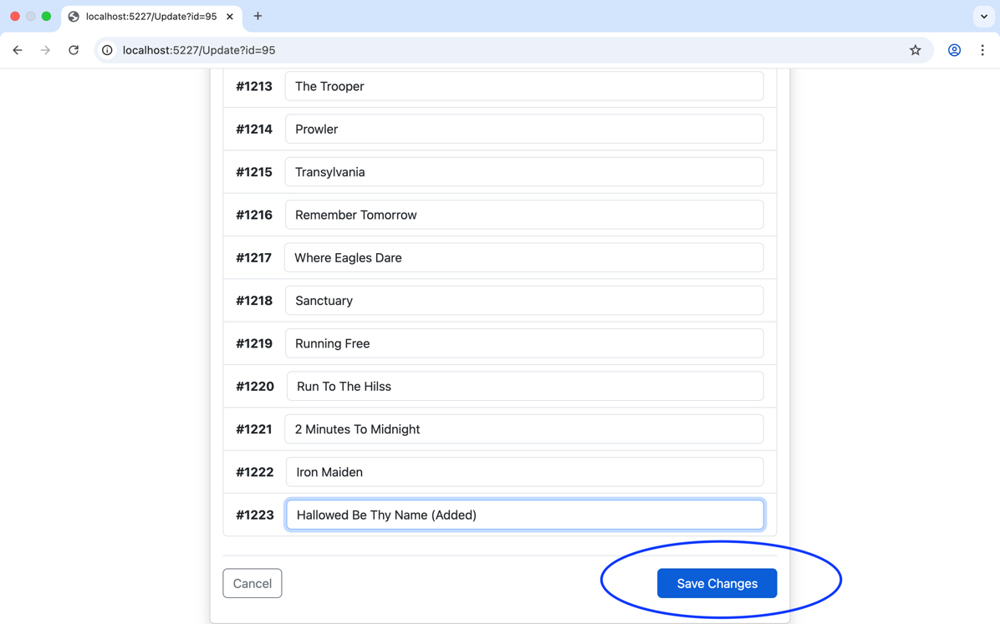 localhost:5227/Update?id=95
localhost:5227/Update?id=95
#1213 The Trooper
#1214 Prowler
#1215 Transylvania
#1216 Remember Tomorrow
#1217 Where Eagles Dare
#1218 Sanctuary
#1219 Running Free
#1220 Run To The Hilss
#1221 2 Minutes To Midnight
#1222 Iron Maiden
#1223 Hallowed Be Thy Name (Added)
Cancel Save Changes